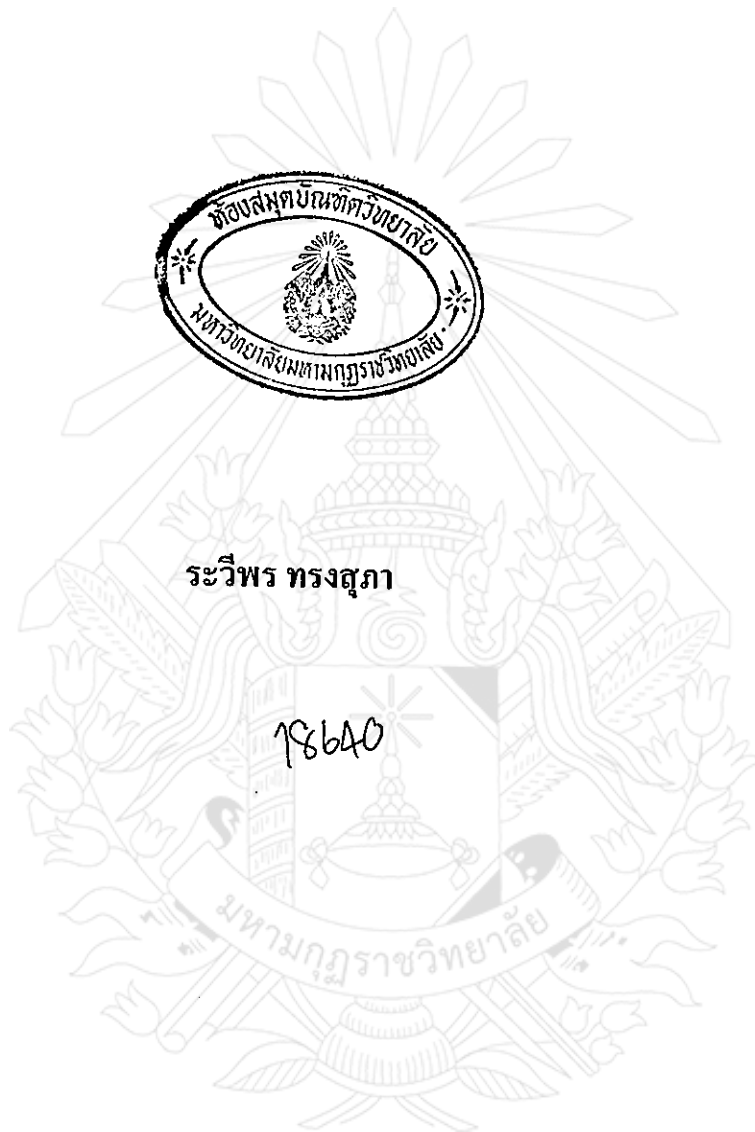 ห้องสมุดบัณฑิตวิทยาลัย
มหาวิทยาลัยมหามกุฏราชวิทยาลัย
ระวีพร ทรงสุภา
18640
มหามกุฏราชวิทยาลัย